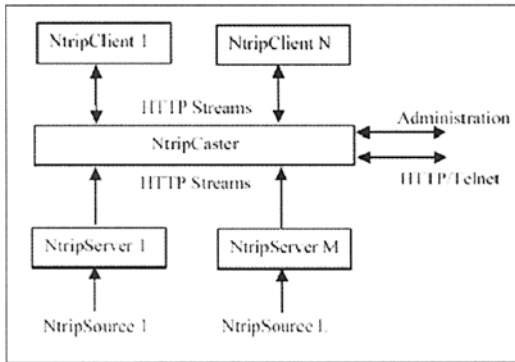 NtripClient 1
NtripClient N
HTTP Streams
Administration
NtripCaster
HTTP Streams
HTTP/Telnet
NtripServer 1
NtripServer M
NtripSource 1
NtripSource L